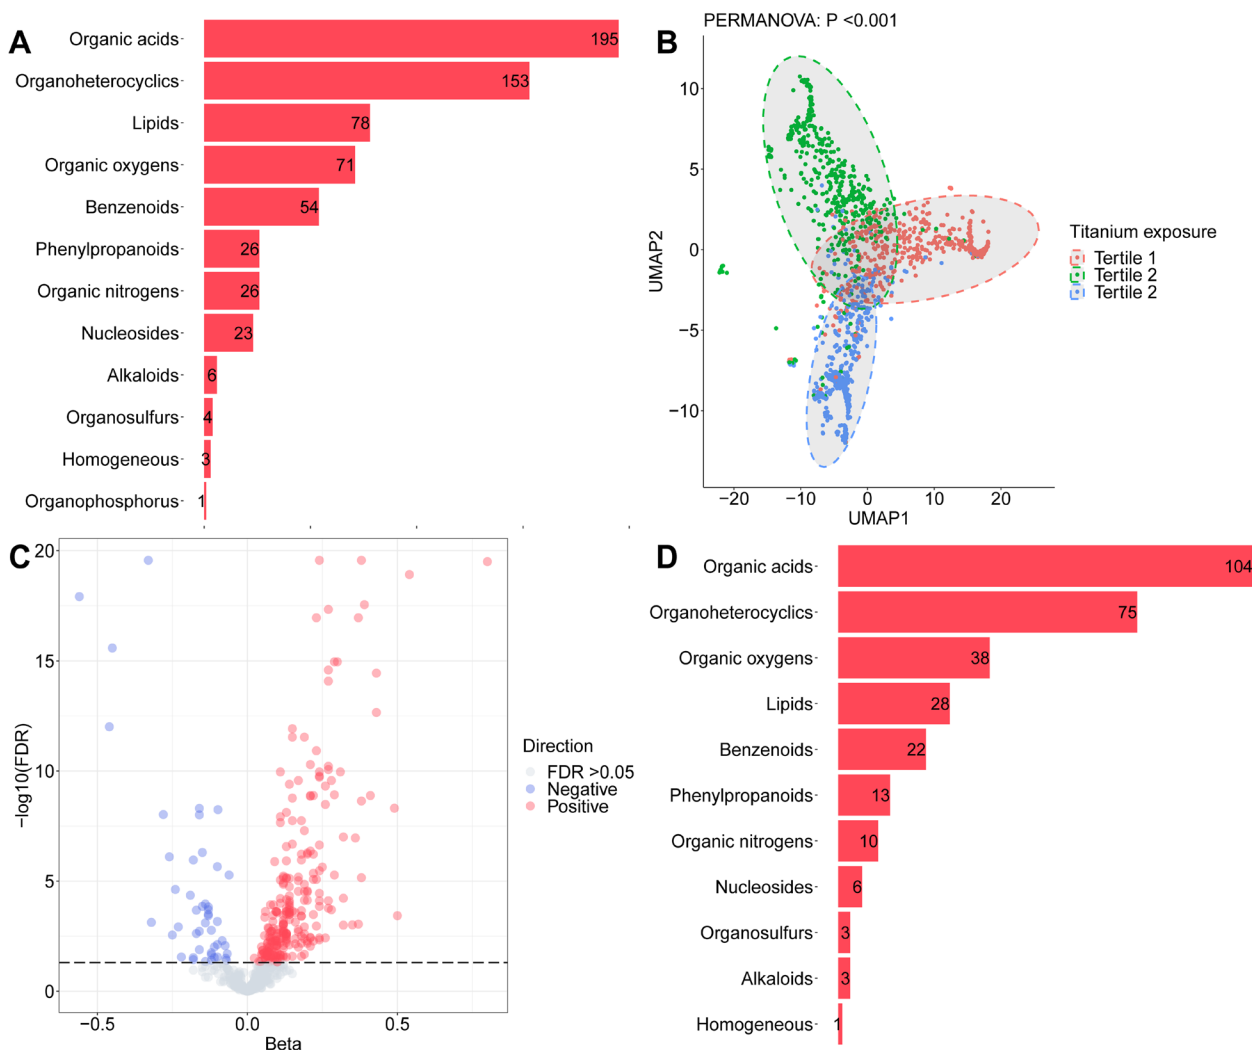 A
Organic acids 195
Organoheterocyclics 153
Lipids 78
Organic oxygens 71
Benzenoids 54
Phenylpropanoids 26
Organic nitrogens 26
Nucleosides 23
Alkaloids 6
Organosulfurs 4
Homogeneous 3
Organophosphorus 1
B
PERMANOVA: P <0.001
UMAP2
10
5
0
−5
−10
−20 −10 0 10 20
UMAP1
Titanium exposure
Tertile 1
Tertile 2
Tertile 2
C
−log10(FDR)
20
15
10
5
0
−0.5 0.0 0.5
Beta
Direction
FDR >0.05
Negative
Positive
D
Organic acids 104
Organoheterocyclics 75
Organic oxygens 38
Lipids 28
Benzenoids 22
Phenylpropanoids 13
Organic nitrogens 10
Nucleosides 6
Organosulfurs 3
Alkaloids 3
Homogeneous 1